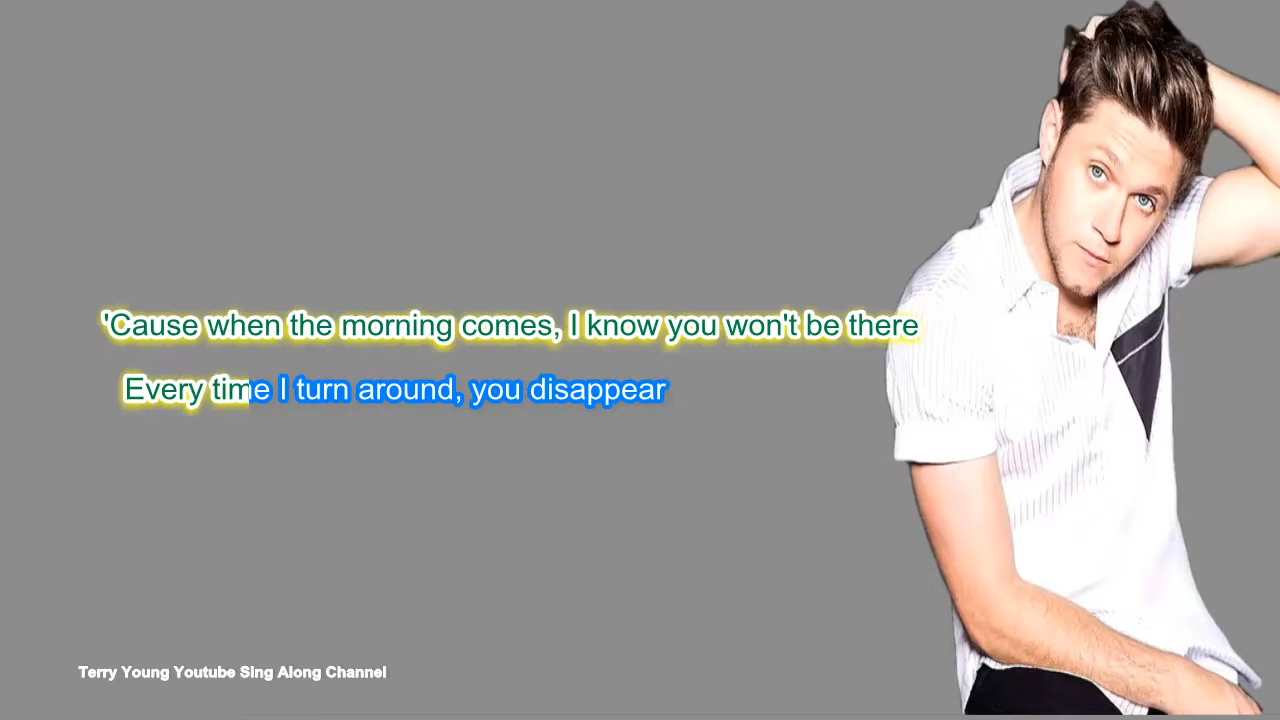 'Cause when the morning comes, I know you won't be there
Every time I turn around, you disappear
Terry Young Youtube Sing Along Channel